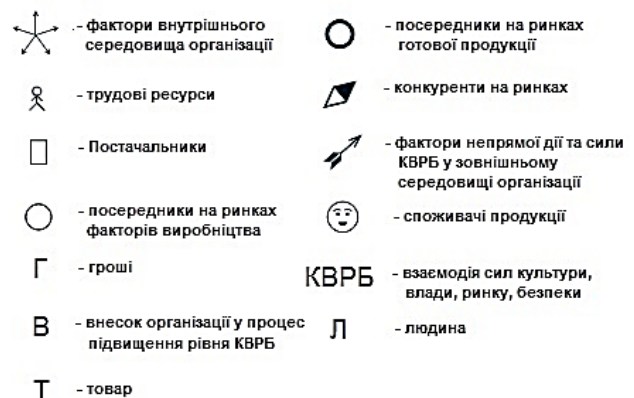 - фактори внутрішнього
середовища організації
- трудові ресурси
- Постачальники
- посередники на ринках
факторів виробництва
Г - гроші
В - внесок організації у процес
підвищення рівня КВРБ
Т - товар
- посередники на ринках
готової продукції
- конкуренти на ринках
- фактори непрямої дії та сили
КВРБ у зовнішньому
середовищі організації
- споживачі продукції
КВРБ - взаємодія сил культури,
влади, ринку, безпеки
Л - людина